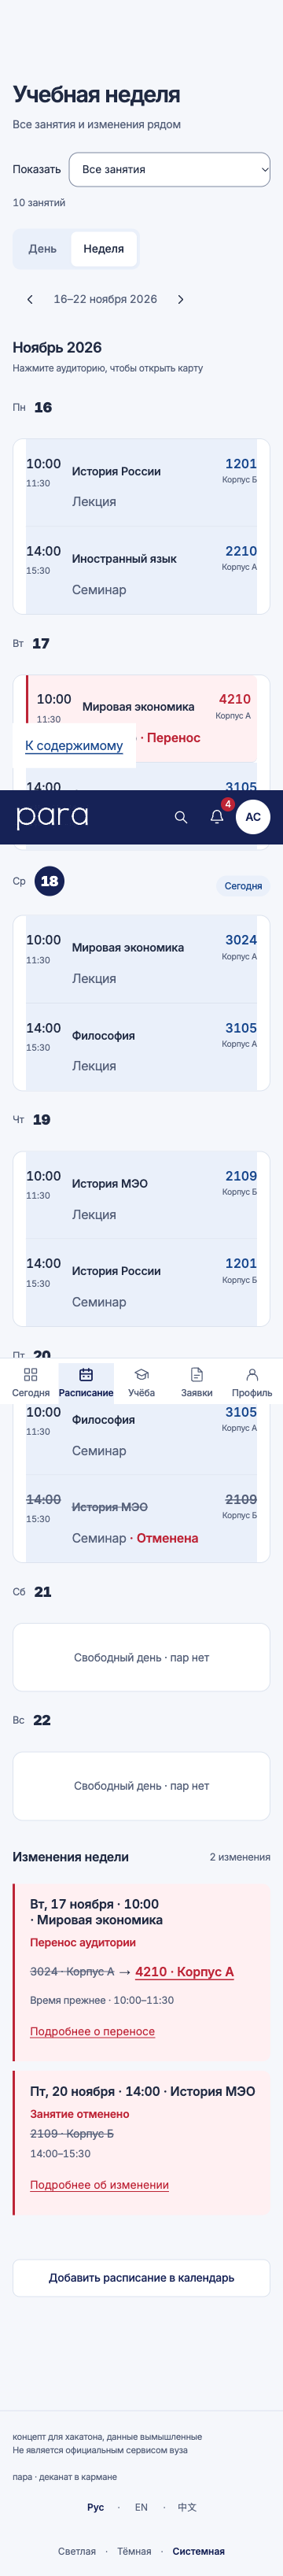 Учебная неделя
Все занятия и изменения рядом
Показать
Все занятия
10 занятий
День
Неделя
16–22 ноября 2026
Ноябрь 2026
Нажмите аудиторию, чтобы открыть карту
Пн 16
10:00 История России 1201
11:30 Корпус Б
Лекция
14:00 Иностранный язык 2210
15:30 Корпус А
Семинар
Вт 17
10:00 Мировая экономика 4210
11:30 Корпус А
· Перенос
К содержимому
14:00 3105
para
4
АС
Ср 18 Сегодня
10:00 Мировая экономика 3024
11:30 Корпус А
Лекция
14:00 Философия 3105
15:30 Корпус А
Лекция
Чт 19
10:00 История МЭО 2109
11:30 Корпус Б
Лекция
14:00 История России 1201
15:30 Корпус Б
Семинар
Пт 20
Сегодня
Расписание
Учёба
Заявки
Профиль
10:00 Философия 3105
11:30 Корпус А
Семинар
14:00 История МЭО 2109
15:30 Корпус Б
Семинар · Отменена
Сб 21
Свободный день · пар нет
Вс 22
Свободный день · пар нет
Изменения недели 2 изменения
Вт, 17 ноября · 10:00
· Мировая экономика
Перенос аудитории
3024 · Корпус А → 4210 · Корпус А
Время прежнее · 10:00–11:30
Подробнее о переносе
Пт, 20 ноября · 14:00 · История МЭО
Занятие отменено
2109 · Корпус Б
14:00–15:30
Подробнее об изменении
Добавить расписание в календарь
концепт для хакатона, данные вымышленные
Не является официальным сервисом вуза
пара · деканат в кармане
Рус · EN · 中文
Светлая · Тёмная · Системная